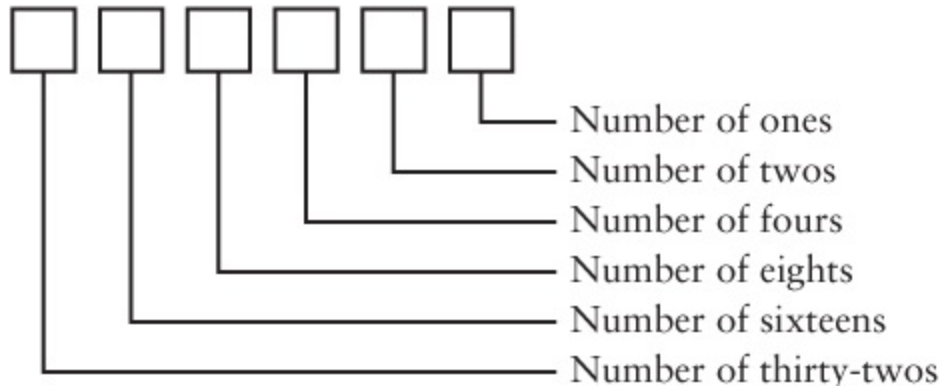 Number of ones
Number of twos
Number of fours
Number of eights
Number of sixteens
Number of thirty-twos